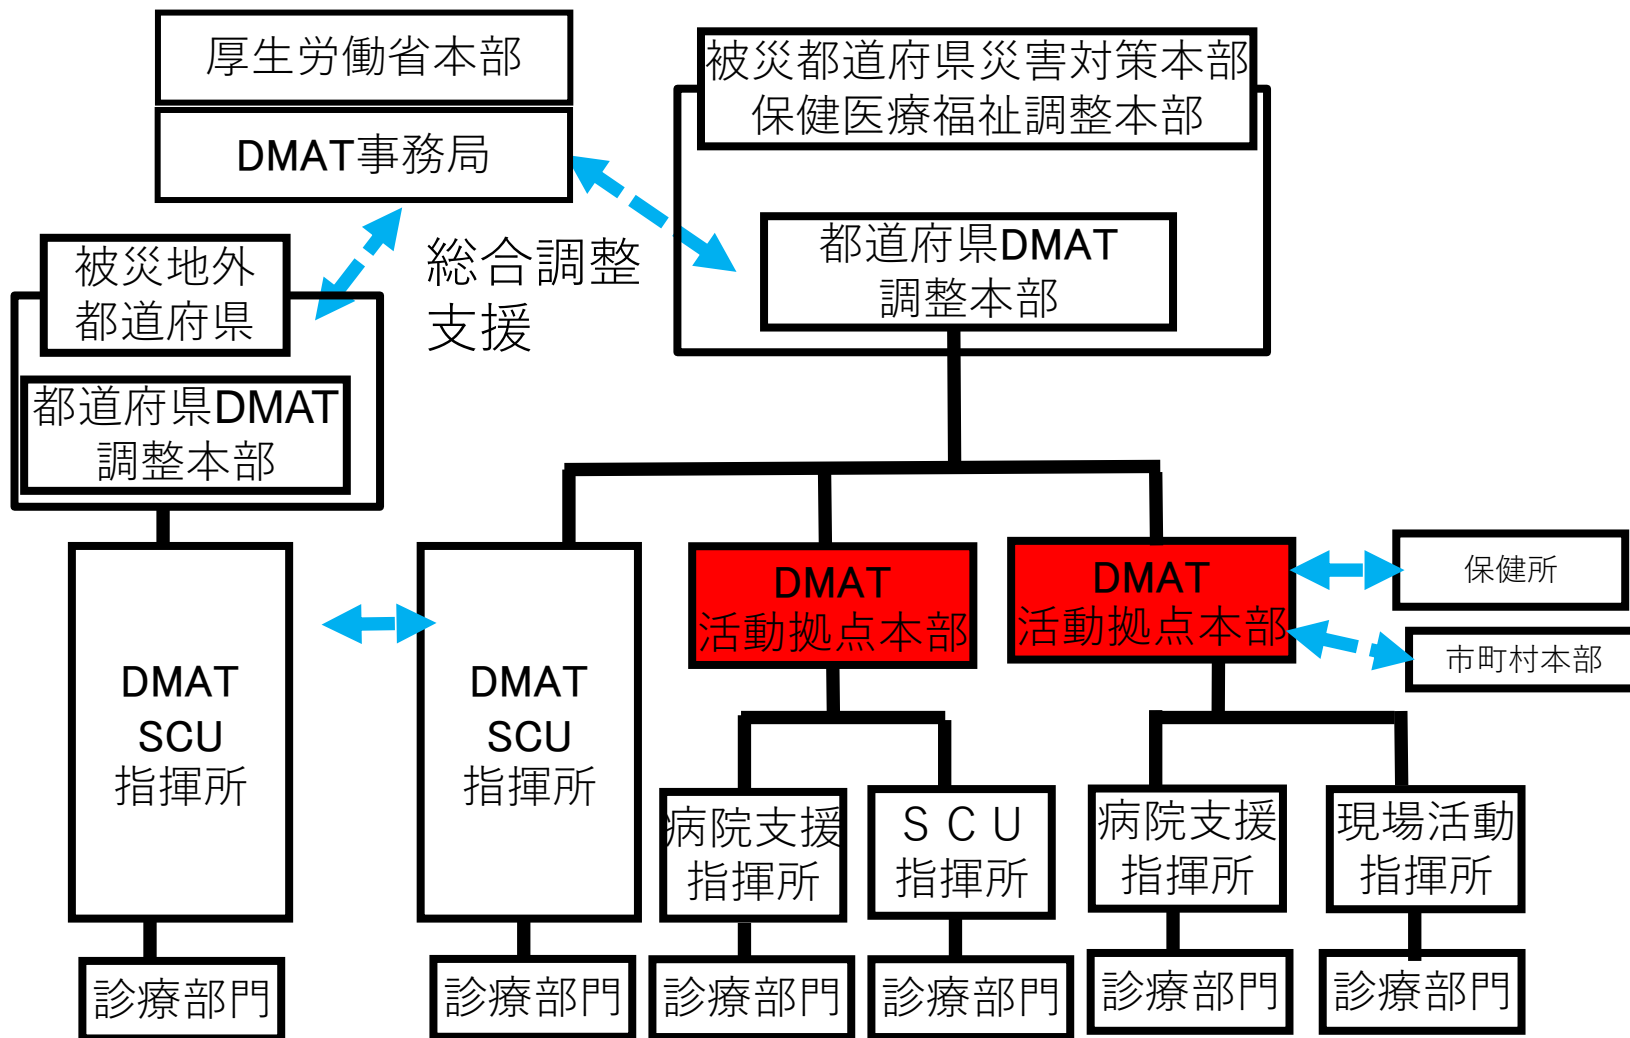 厚生労働省本部
DMAT事務局
被災都道府県災害対策本部
保健医療福祉調整本部
都道府県DMAT
調整本部
総合調整
支援
被災地外
都道府県
都道府県DMAT
調整本部
DMAT
SCU
指揮所
DMAT
SCU
指揮所
DMAT
活動拠点本部
DMAT
活動拠点本部
保健所
市町村本部
病院支援
指揮所
ＳＣＵ
指揮所
病院支援
指揮所
現場活動
指揮所
診療部門
診療部門
診療部門
診療部門
診療部門
診療部門